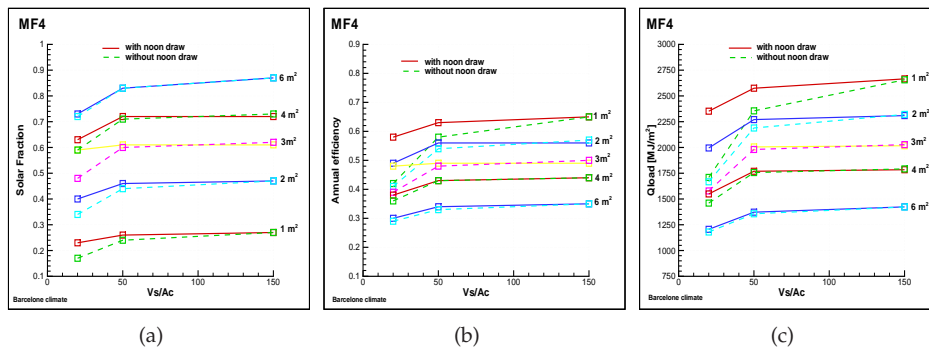 MF4
with noon draw
without noon draw
Solar Fraction
1
0.9
0.8
0.7
0.6
0.5
0.4
0.3
0.2
0.1
6 m²
4 m²
3m²
2 m²
1 m²
0
50
100
150
Vs/Ac
Barcelone climate
(a)
MF4
with noon draw
without noon draw
Annual efficiency
0.9
0.8
0.7
0.6
0.5
0.4
0.3
0.2
0.1
1 m²
2 m²
3m²
4 m²
6 m²
0
50
100
150
Vs/Ac
Barcelone climate
(b)
MF4
with noon draw
without noon draw
Qload [MJ/m²]
3000
2750
2500
2250
2000
1750
1500
1250
1000
750
1 m²
2 m²
3m²
4 m²
6 m²
0
50
100
150
Vs/Ac
Barcelone climate
(c)